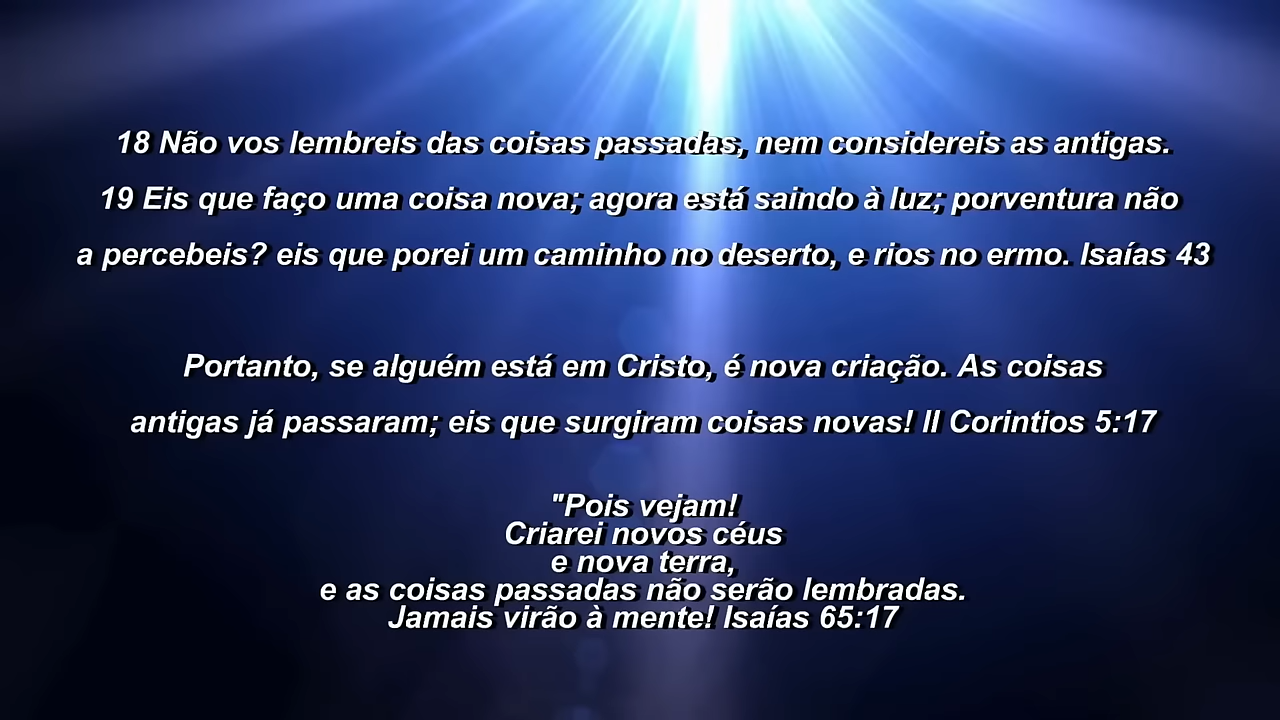 18 Não vos lembreis das coisas passadas, nem considereis as antigas.
19 Eis que faço uma coisa nova; agora está saindo à luz; porventura não
a percebeis? eis que porei um caminho no deserto, e rios no ermo. Isaías 43
Portanto, se alguém está em Cristo, é nova criação. As coisas
antigas já passaram; eis que surgiram coisas novas! II Corintios 5:17
"Pois vejam!
Criarei novos céus
e nova terra,
e as coisas passadas não serão lembradas.
Jamais virão à mente! Isaías 65:17